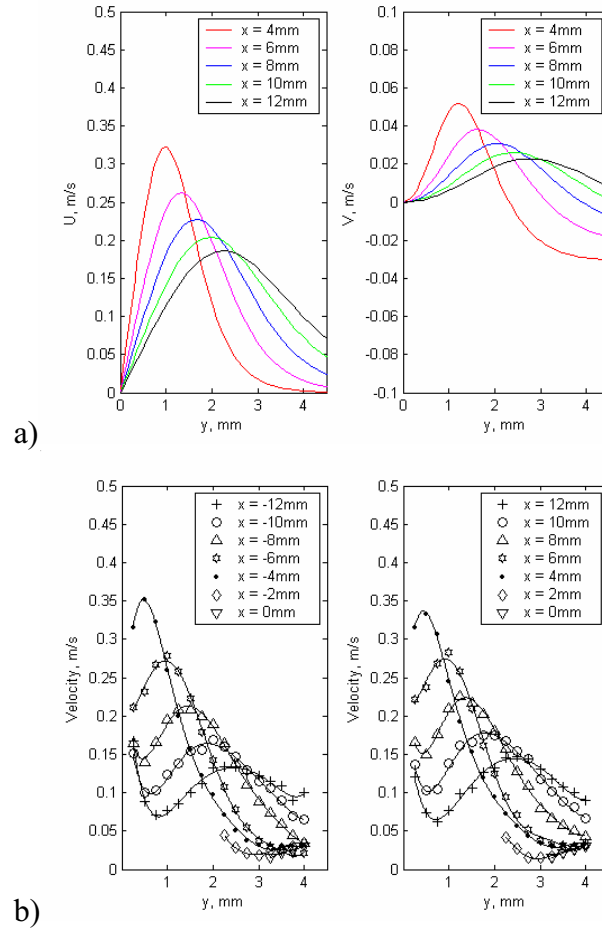 0.5
0.45
0.4
0.35
0.3
0.25
0.2
0.15
0.1
0.05
0
U, m/s
0 1 2 3 4
y, mm
x = 4mm
x = 6mm
x = 8mm
x = 10mm
x = 12mm
0.1
0.08
0.06
0.04
0.02
0
-0.02
-0.04
-0.06
-0.08
-0.1
V, m/s
0 1 2 3 4
y, mm
x = 4mm
x = 6mm
x = 8mm
x = 10mm
x = 12mm
a)
0.5
0.45
0.4
0.35
0.3
0.25
0.2
0.15
0.1
0.05
0
Velocity, m/s
1 2 3 4
y, mm
x = -12mm
x = -10mm
x = -8mm
x = -6mm
x = -4mm
x = -2mm
x = 0mm
0.5
0.45
0.4
0.35
0.3
0.25
0.2
0.15
0.1
0.05
0
Velocity, m/s
1 2 3 4
y, mm
x = 12mm
x = 10mm
x = 8mm
x = 6mm
x = 4mm
x = 2mm
x = 0mm
b)